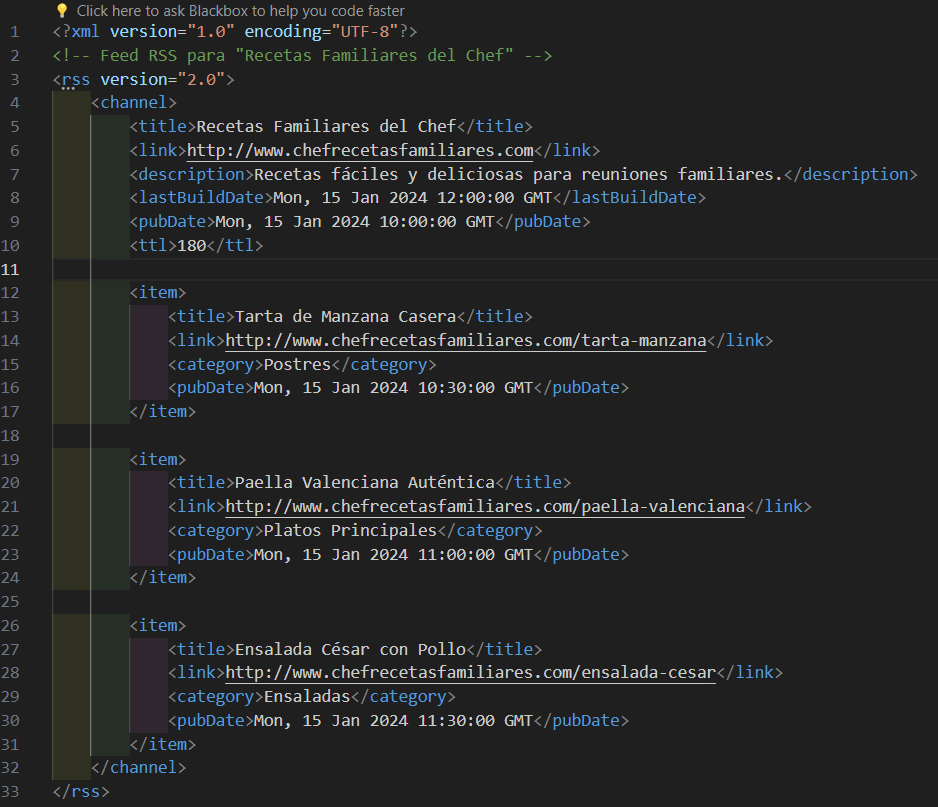 Click here to ask Blackbox to help you code faster
1 <?xml version="1.0" encoding="UTF-8"?>
2 <!-- Feed RSS para "Recetas Familiares del Chef" -->
3 <rss version="2.0">
4 <channel>
5 <title>Recetas Familiares del Chef</title>
6 <link>http://www.chefrecetasfamiliares.com</link>
7 <description>Recetas fáciles y deliciosas para reuniones familiares.</description>
8 <lastBuildDate>Mon, 15 Jan 2024 12:00:00 GMT</lastBuildDate>
9 <pubDate>Mon, 15 Jan 2024 10:00:00 GMT</pubDate>
10 <ttl>180</ttl>
11
12 <item>
13 <title>Tarta de Manzana Casera</title>
14 <link>http://www.chefrecetasfamiliares.com/tarta-manzana</link>
15 <category>Postres</category>
16 <pubDate>Mon, 15 Jan 2024 10:30:00 GMT</pubDate>
17 </item>
18
19 <item>
20 <title>Paella Valenciana Auténtica</title>
21 <link>http://www.chefrecetasfamiliares.com/paella-valenciana</link>
22 <category>Platos Principales</category>
23 <pubDate>Mon, 15 Jan 2024 11:00:00 GMT</pubDate>
24 </item>
25
26 <item>
27 <title>Ensalada César con Pollo</title>
28 <link>http://www.chefrecetasfamiliares.com/ensalada-cesar</link>
29 <category>Ensaladas</category>
30 <pubDate>Mon, 15 Jan 2024 11:30:00 GMT</pubDate>
31 </item>
32 </channel>
33 </rss>